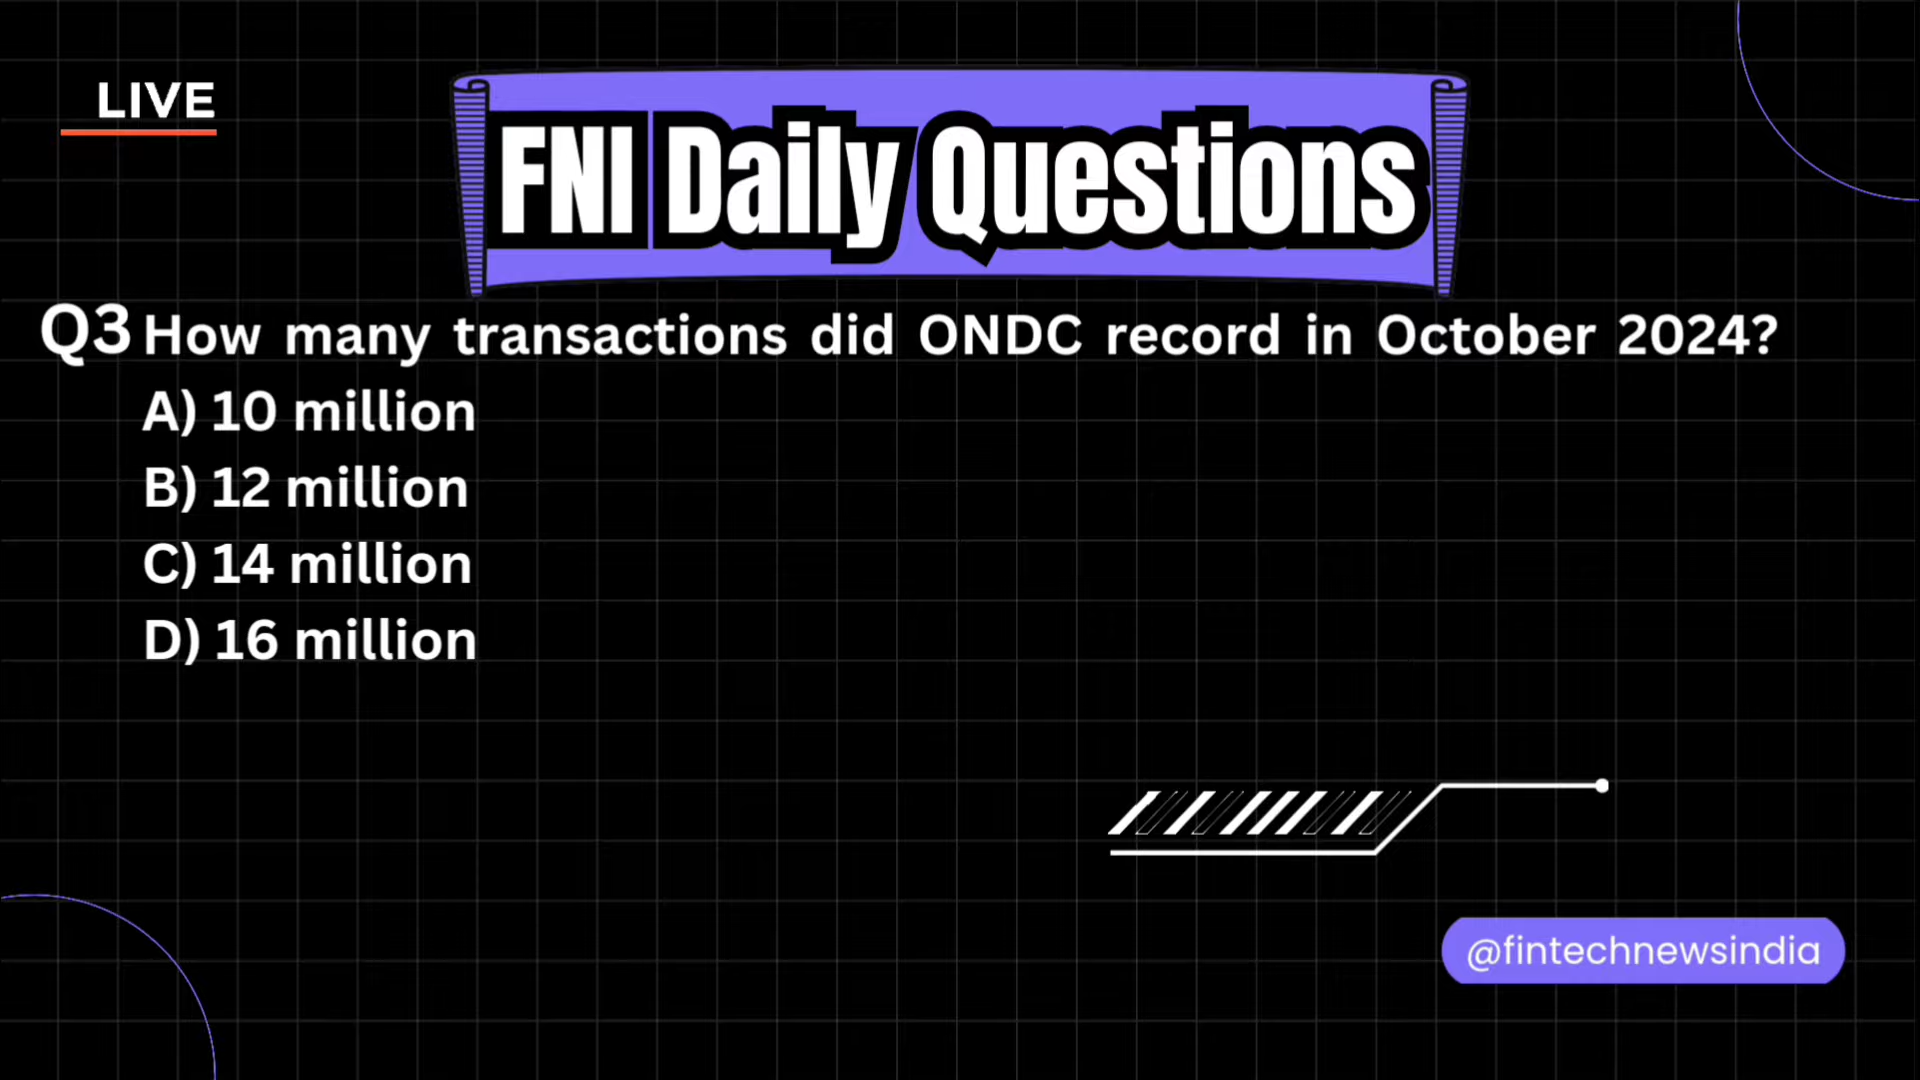 LIVE
FNI Daily Questions
Q3 How many transactions did ONDC record in October 2024?
A) 10 million
B) 12 million
C) 14 million
D) 16 million
@fintechnewsindia